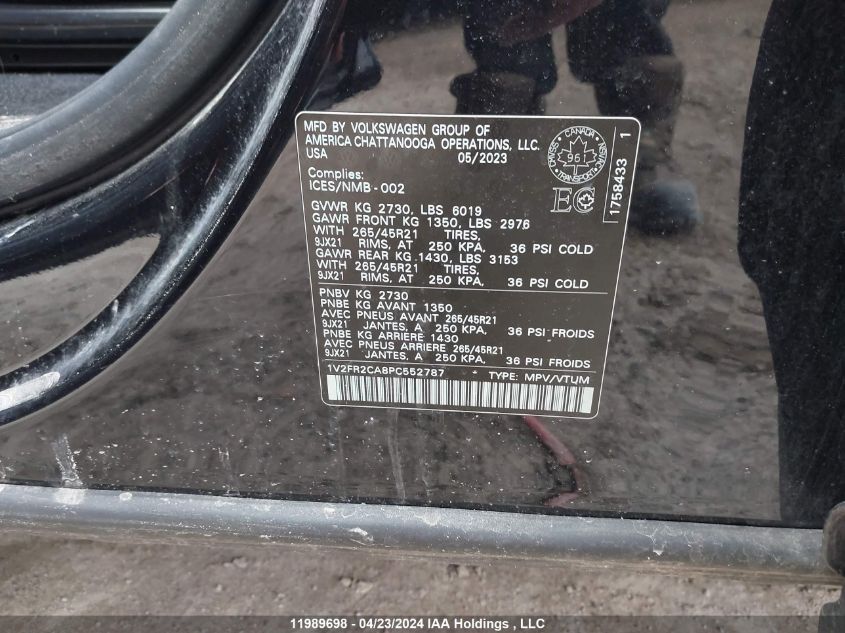 MFD BY VOLKSWAGEN GROUP OF
AMERICA CHATTANOOGA OPERATIONS, LLC.
USA 05/2023
Complies:
ICES/NMB-002
GVWR KG 2730, LBS 6019
GAWR FRONT KG 1350, LBS 2976
WITH 265/45R21 TIRES,
9JX21 RIMS, AT 250 KPA, 36 PSI COLD
GAWR REAR KG 1430, LBS 3153
WITH 265/45R21 TIRES,
9JX21 RIMS, AT 250 KPA, 36 PSI COLD
PNBV KG 2730
PNBE KG AVANT 1350
AVEC PNEUS AVANT 265/45R21
9JX21 JANTES, A 250 KPA, 36 PSI FROIDS
PNBE KG ARRIERE 1430
AVEC PNEUS ARRIERE 265/45R21
9JX21 JANTES, A 250 KPA, 36 PSI FROIDS
1V2FR2CA8PC552787 * TYPE: MPV/VTUM
CANADA
TRANSPORT
961
EC
1758433 1
11989698 - 04/23/2024 IAA Holdings , LLC